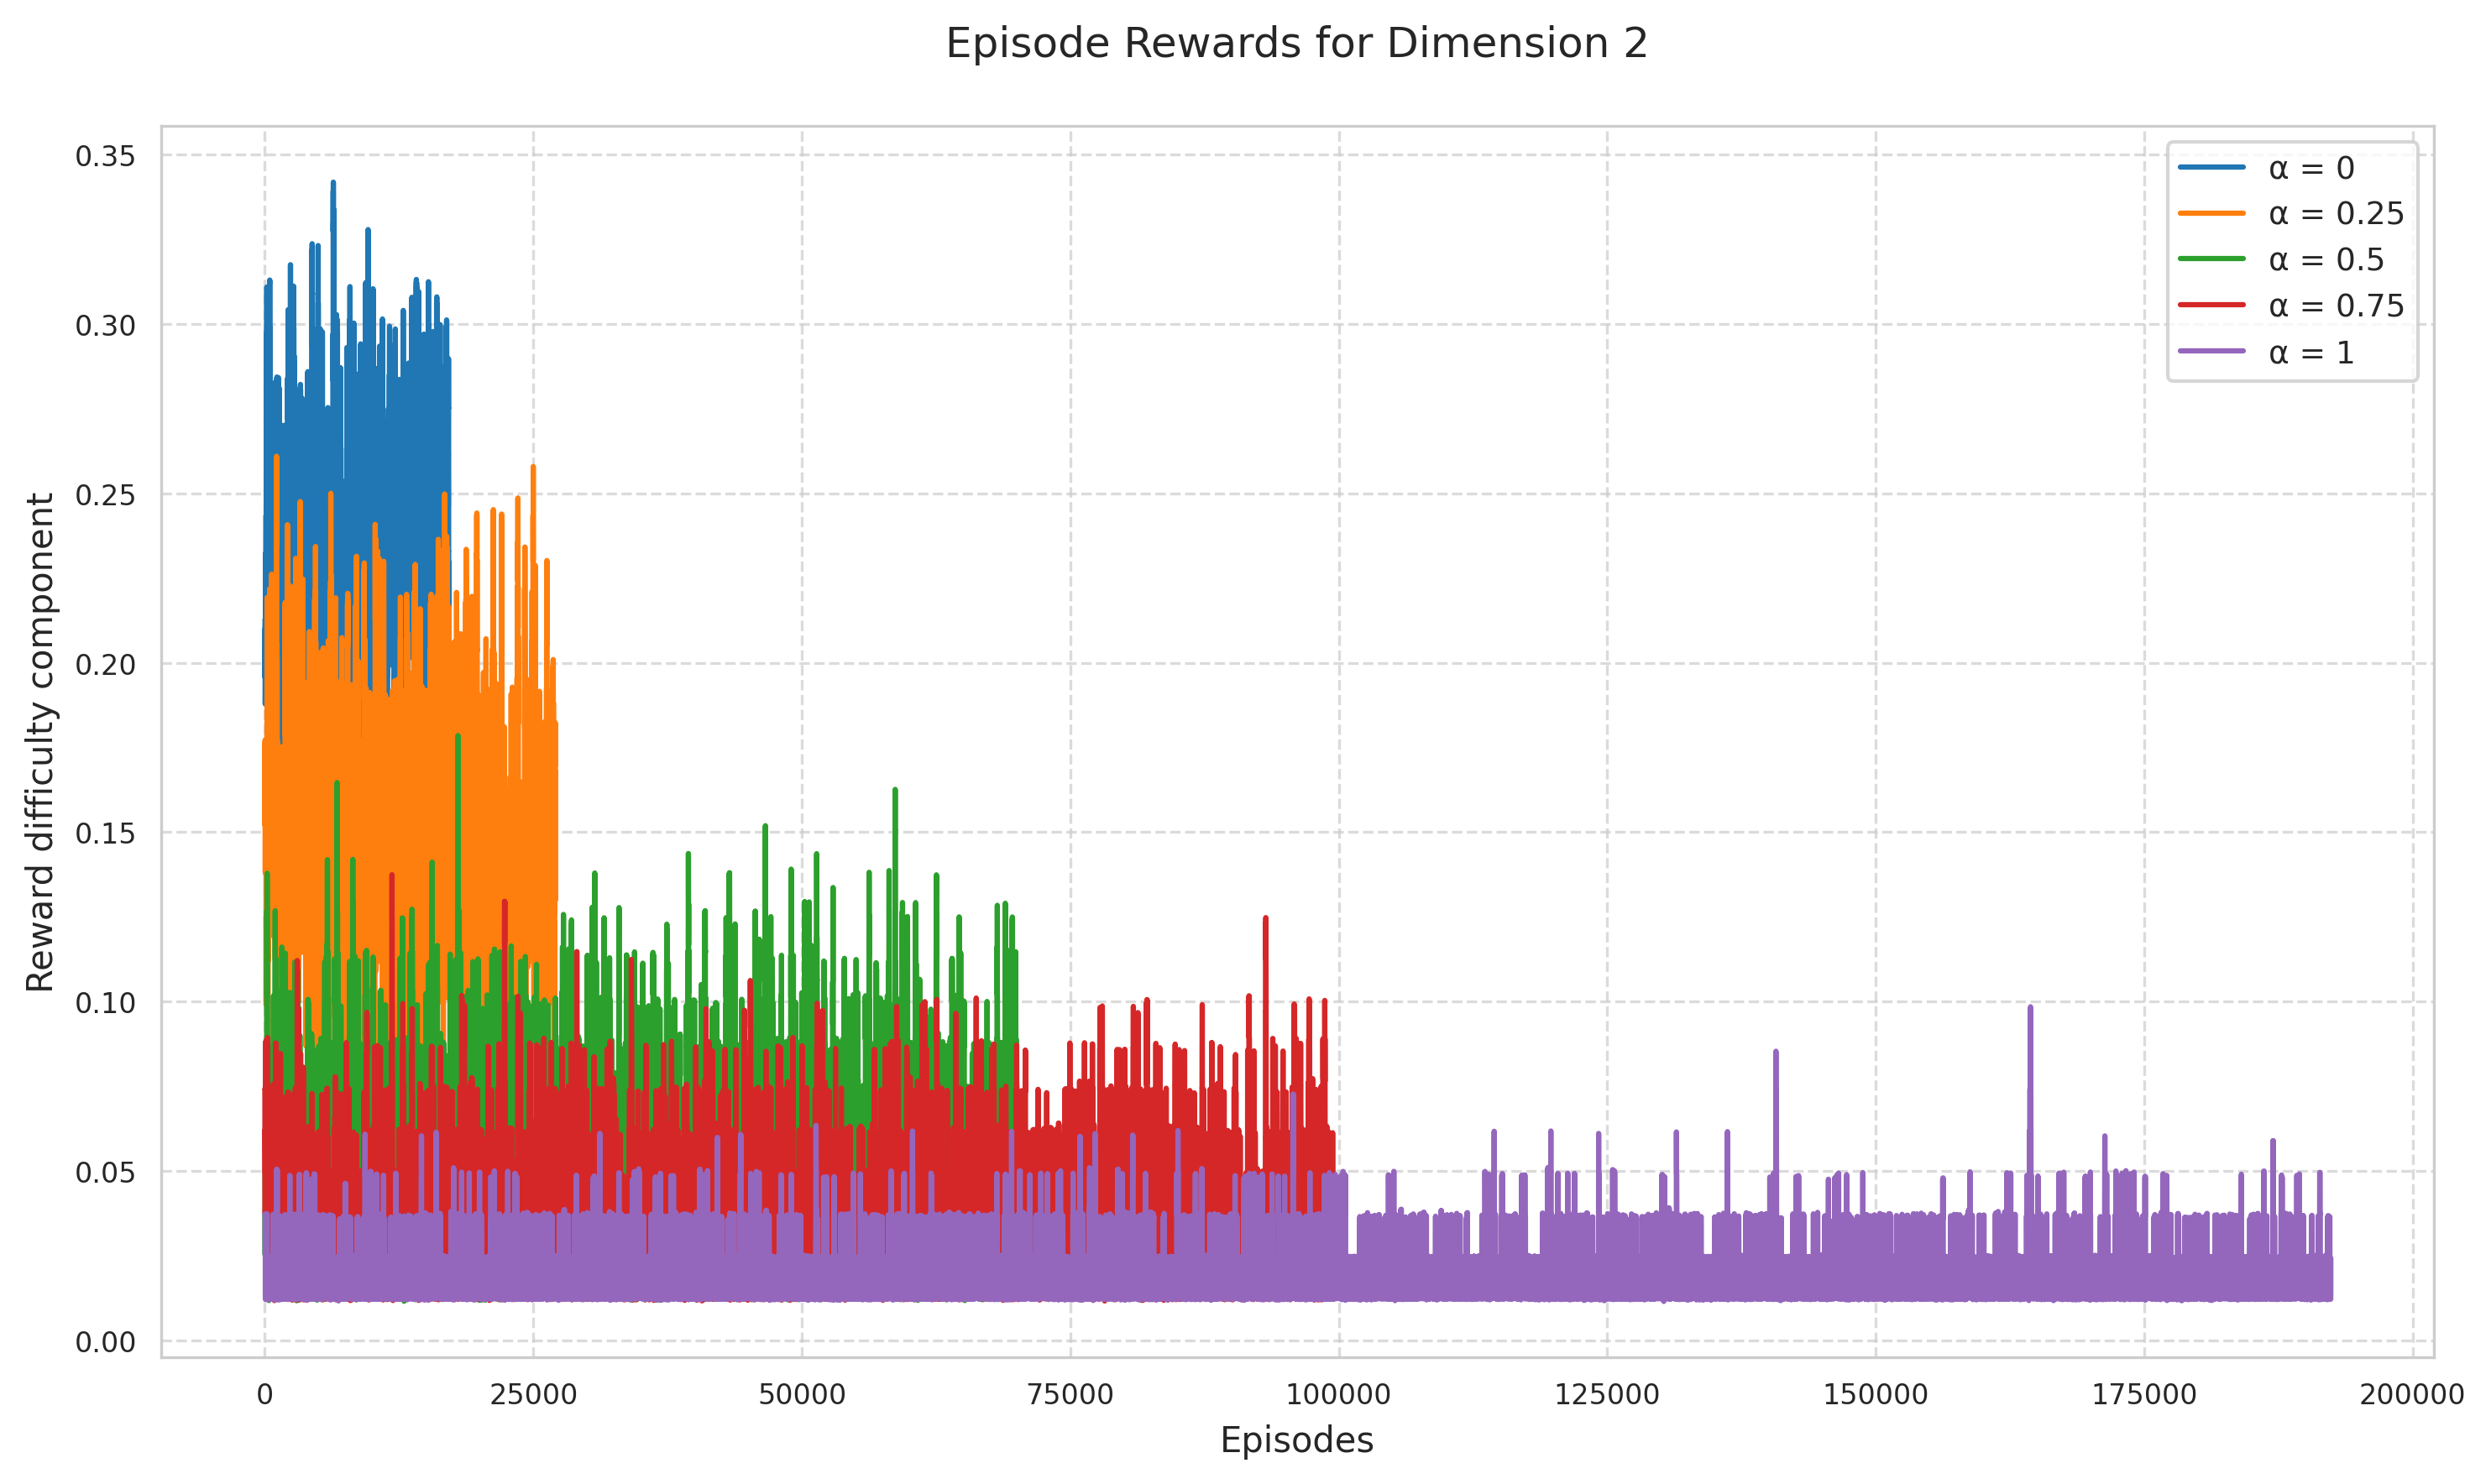 Episode Rewards for Dimension 2
0.35
0.30
0.25
0.20
0.15
0.10
0.05
0.00
Reward difficulty component
α = 0
α = 0.25
α = 0.5
α = 0.75
α = 1
0 25000 50000 75000 100000 125000 150000 175000 200000
Episodes